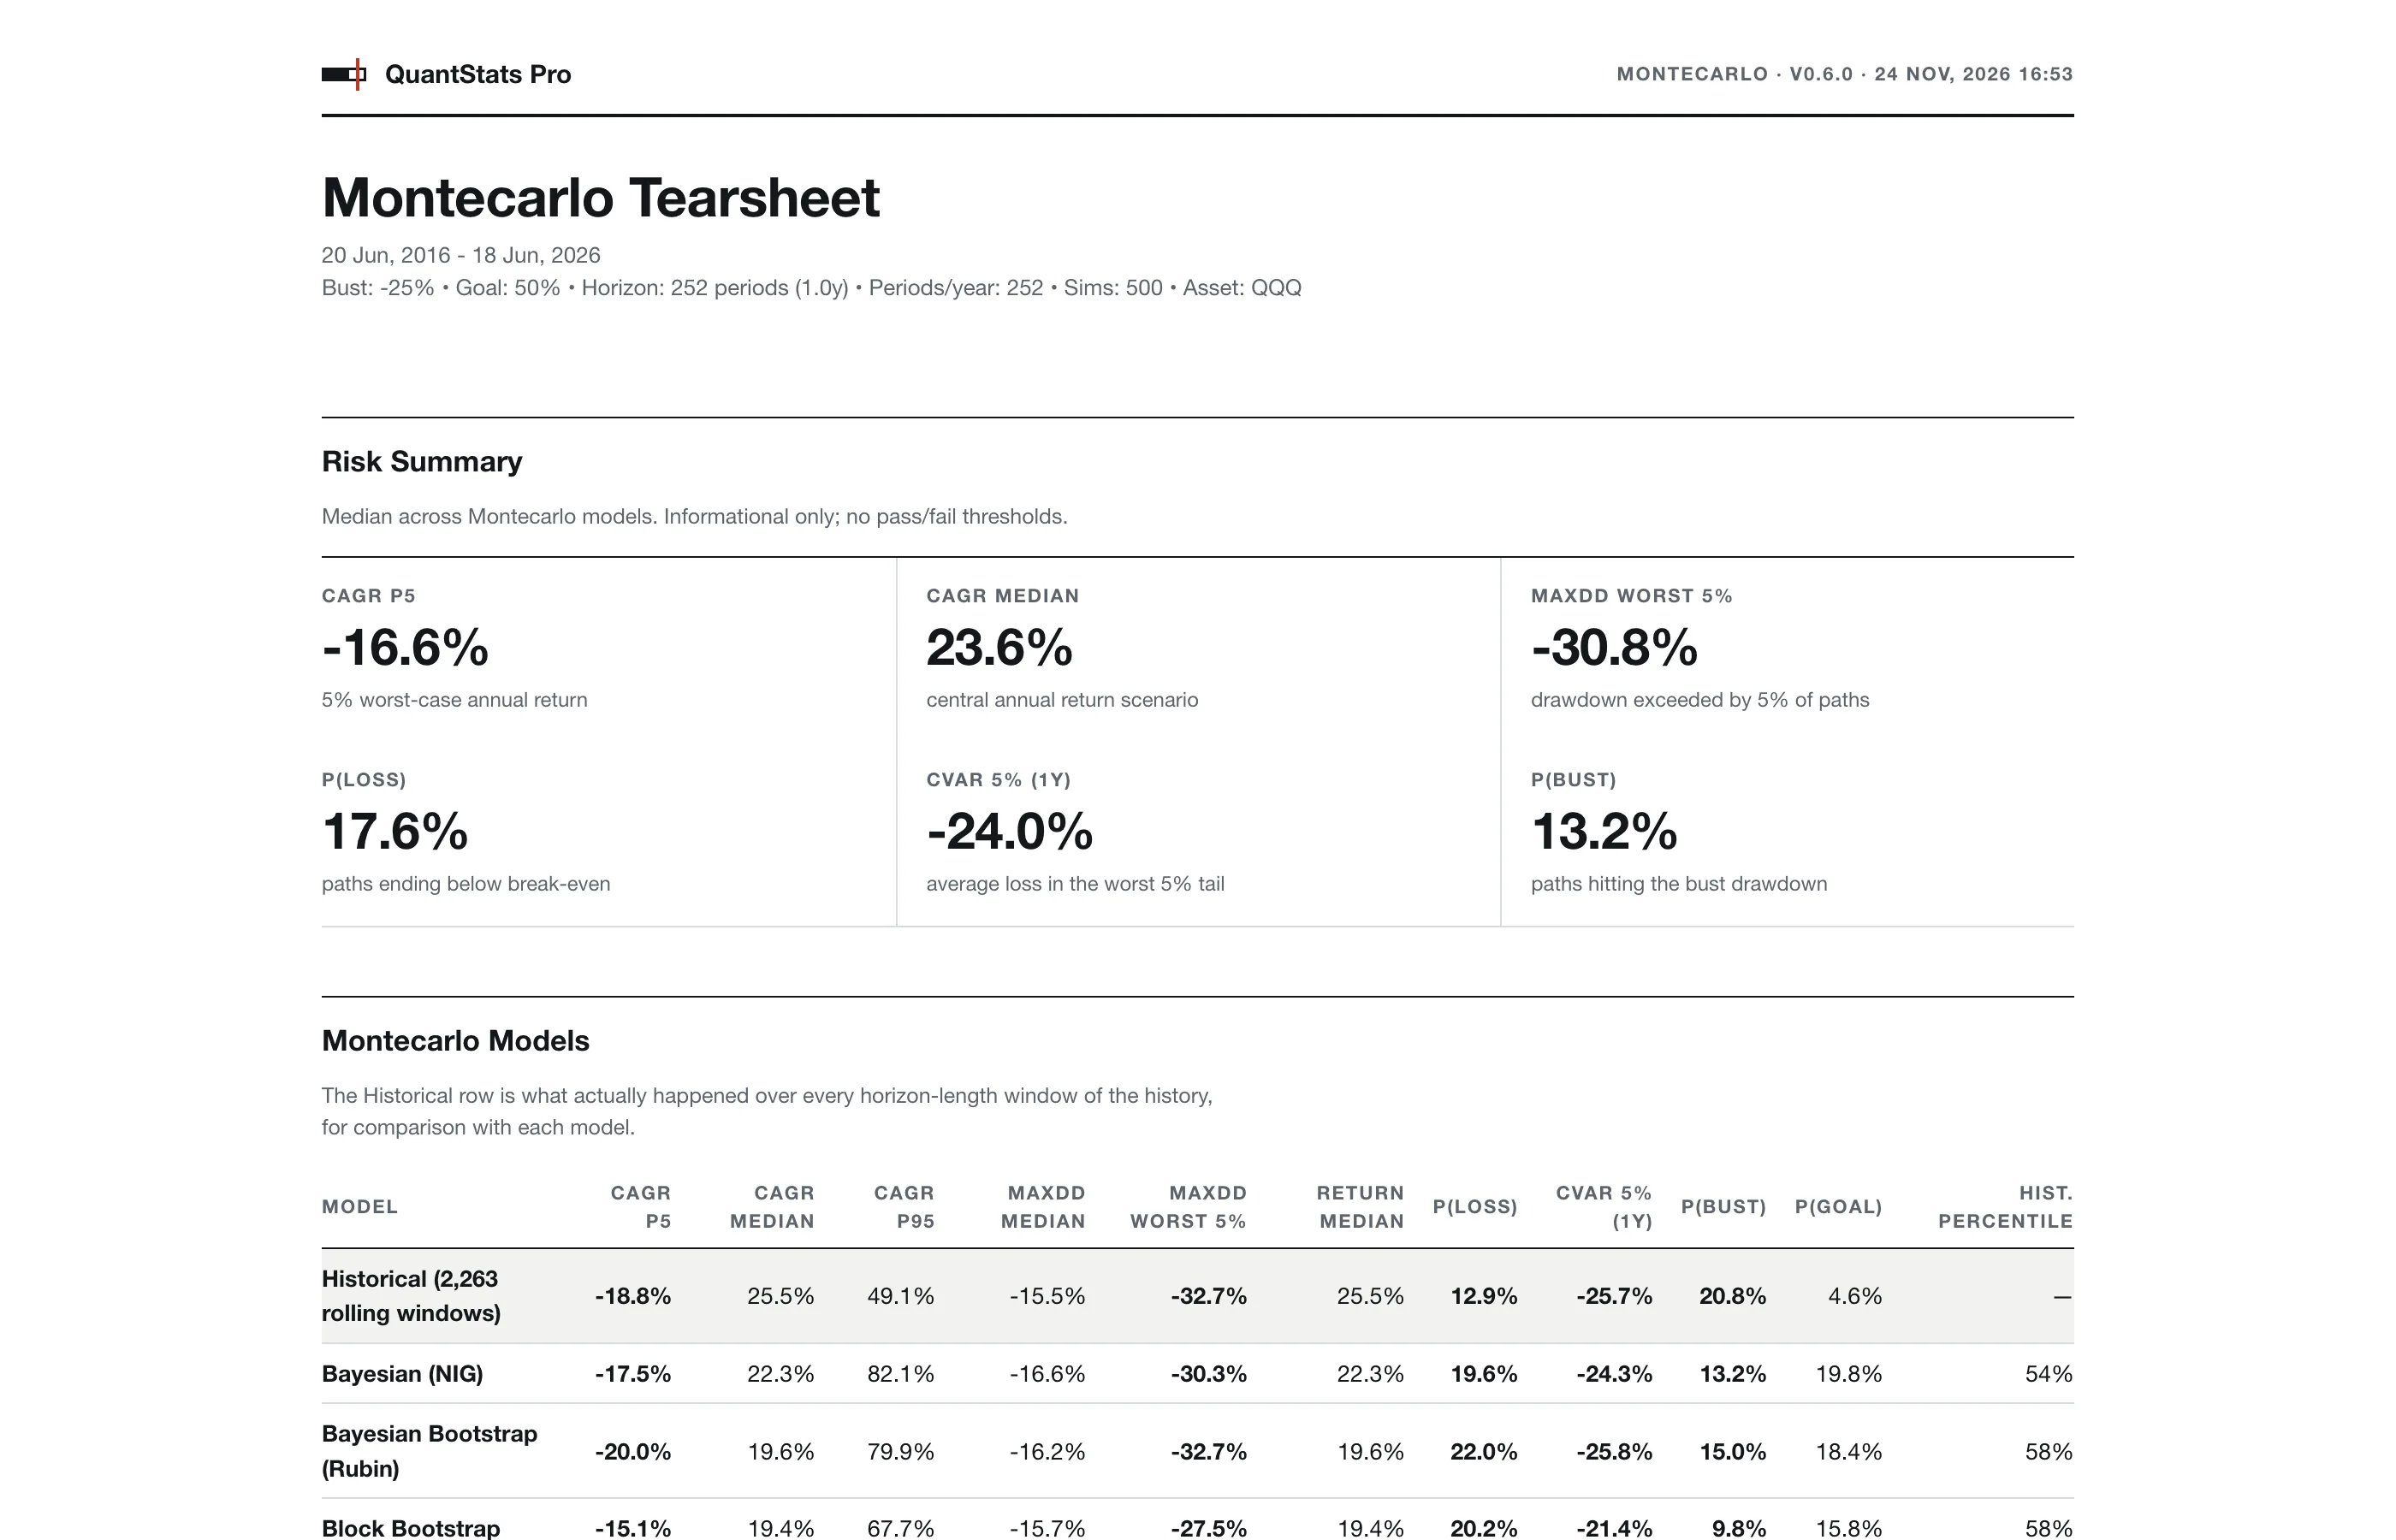 QuantStats Pro
MONTECARLO · V0.6.0 · 24 NOV, 2026 16:53
Montecarlo Tearsheet
20 Jun, 2016 - 18 Jun, 2026
Bust: -25% • Goal: 50% • Horizon: 252 periods (1.0y) • Periods/year: 252 • Sims: 500 • Asset: QQQ
Risk Summary
Median across Montecarlo models. Informational only; no pass/fail thresholds.
CAGR P5
-16.6%
5% worst-case annual return
CAGR MEDIAN
23.6%
central annual return scenario
MAXDD WORST 5%
-30.8%
drawdown exceeded by 5% of paths
P(LOSS)
17.6%
paths ending below break-even
CVAR 5% (1Y)
-24.0%
average loss in the worst 5% tail
P(BUST)
13.2%
paths hitting the bust drawdown
Montecarlo Models
The Historical row is what actually happened over every horizon-length window of the history,
for comparison with each model.
MODEL CAGR P5 CAGR MEDIAN CAGR P95 MAXDD MEDIAN MAXDD WORST 5% RETURN MEDIAN P(LOSS) CVAR 5% (1Y) P(BUST) P(GOAL) HIST. PERCENTILE
Historical (2,263 rolling windows) -18.8% 25.5% 49.1% -15.5% -32.7% 25.5% 12.9% -25.7% 20.8% 4.6% —
Bayesian (NIG) -17.5% 22.3% 82.1% -16.6% -30.3% 22.3% 19.6% -24.3% 13.2% 19.8% 54%
Bayesian Bootstrap (Rubin) -20.0% 19.6% 79.9% -16.2% -32.7% 19.6% 22.0% -25.8% 15.0% 18.4% 58%
Block Bootstrap -15.1% 19.4% 67.7% -15.7% -27.5% 19.4% 20.2% -21.4% 9.8% 15.8% 58%